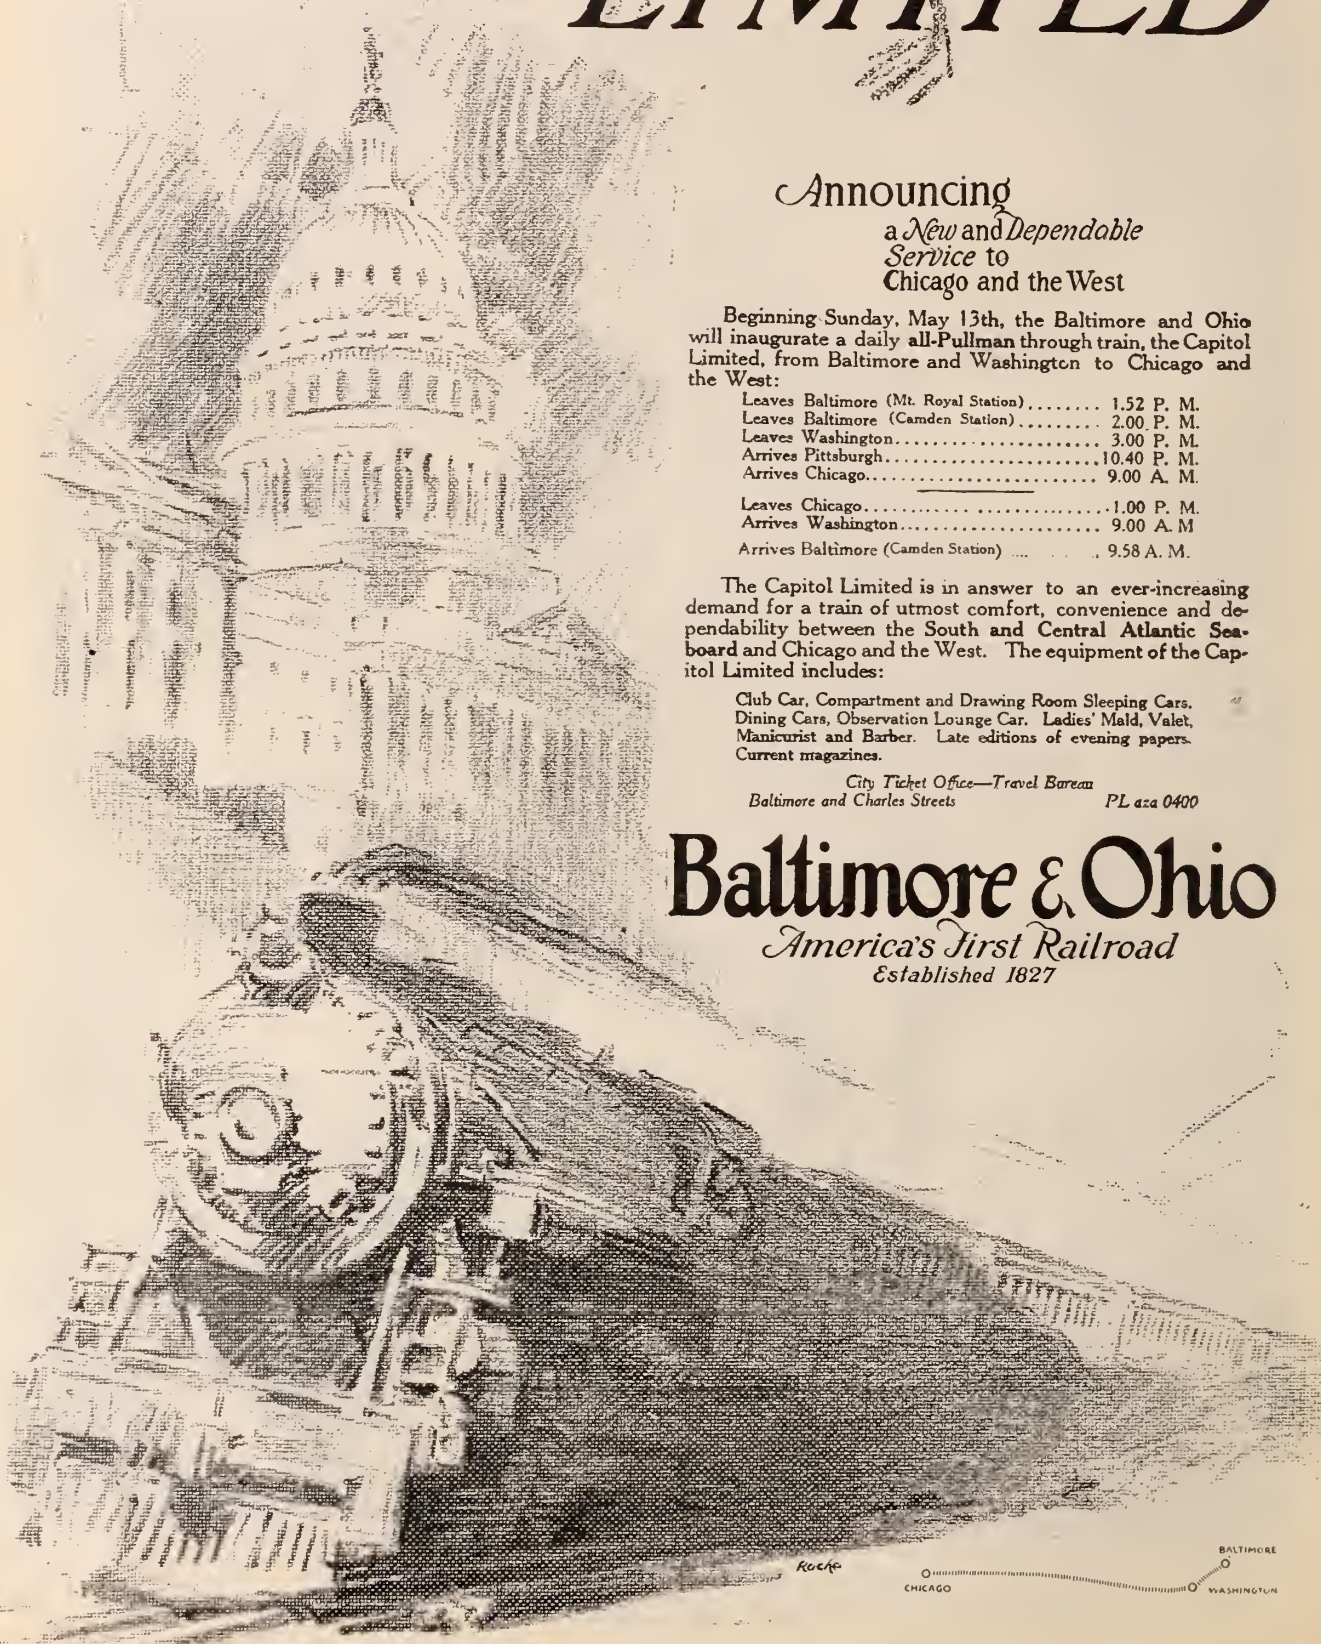 LIMITED
Announcing
a New and Dependable
Service to
Chicago and the West
Beginning Sunday, May 13th, the Baltimore and Ohio
will inaugurate a daily all-Pullman through train, the Capitol
Limited, from Baltimore and Washington to Chicago and
the West:
Leaves Baltimore (Mt. Royal Station)........ 1.52 P. M.
Leaves Baltimore (Camden Station)......... 2.00 P. M.
Leaves Washington...................... 3.00 P. M.
Arrives Pittsburgh.......................10.40 P. M.
Arrives Chicago......................... 9.00 A. M.
Leaves Chicago..........................1.00 P. M.
Arrives Washington...................... 9.00 A. M
Arrives Baltimore (Camden Station) .... . . .. 9.58 A. M.
The Capitol Limited is in answer to an ever-increasing
demand for a train of utmost comfort, convenience and de-
pendability between the South and Central Atlantic Sea-
board and Chicago and the West. The equipment of the Cap-
itol Limited includes:
Club Car, Compartment and Drawing Room Sleeping Cars.
Dining Cars, Observation Lounge Car. Ladies' Maid, Valet,
Manicurist and Barber. Late editions of evening papers.
Current magazines.
City Ticket Office—Travel Bureau
Baltimore and Charles Streets PLaza 0400
Baltimore & Ohio
America's First Railroad
Established 1827
BALTIMORE
CHICAGO
WASHINGTON